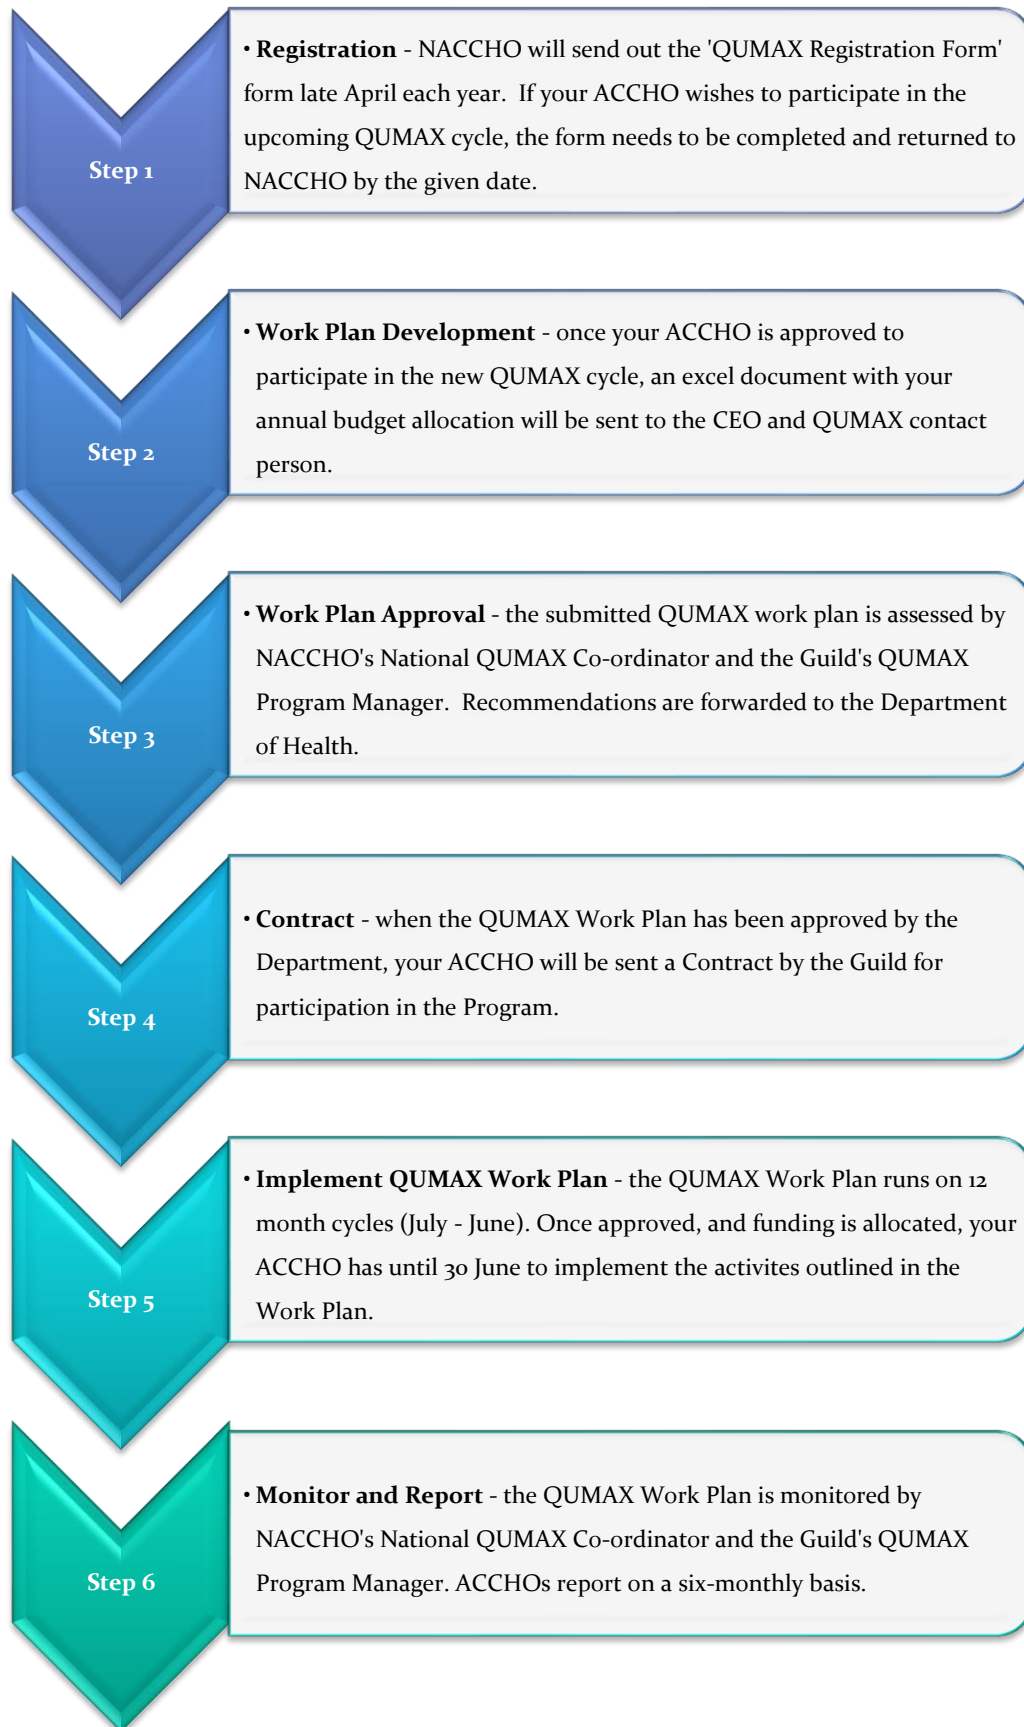 Step 1
• Registration - NACCHO will send out the 'QUMAX Registration Form'
form late April each year.  If your ACCHO wishes to participate in the
upcoming QUMAX cycle, the form needs to be completed and returned to
NACCHO by the given date.
Step 2
• Work Plan Development - once your ACCHO is approved to
participate in the new QUMAX cycle, an excel document with your
annual budget allocation will be sent to the CEO and QUMAX contact
person.
Step 3
• Work Plan Approval - the submitted QUMAX work plan is assessed by
NACCHO's National QUMAX Co-ordinator and the Guild's QUMAX
Program Manager.  Recommendations are forwarded to the Department
of Health.
Step 4
• Contract - when the QUMAX Work Plan has been approved by the
Department, your ACCHO will be sent a Contract by the Guild for
participation in the Program.
Step 5
• Implement QUMAX Work Plan - the QUMAX Work Plan runs on 12
month cycles (July - June). Once approved, and funding is allocated, your
ACCHO has until 30 June to implement the activites outlined in the
Work Plan.
Step 6
• Monitor and Report - the QUMAX Work Plan is monitored by
NACCHO's National QUMAX Co-ordinator and the Guild's QUMAX
Program Manager. ACCHOs report on a six-monthly basis.